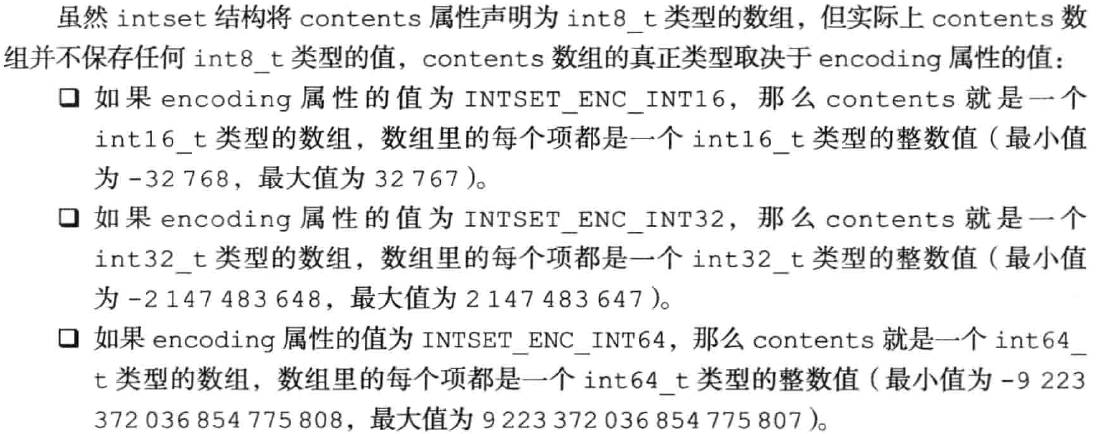 虽然 intset 结构将 contents 属性声明为 int8_t 类型的数组，但实际上 contents 数
组并不保存任何 int8_t 类型的值，contents 数组的真正类型取决于 encoding 属性的值：
❑ 如果 encoding 属性的值为 INTSET_ENC_INT16，那么 contents 就是一个
int16_t 类型的数组，数组里的每个项都是一个 int16_t 类型的整数值（最小值
为 -32 768，最大值为 32 767）。
❑ 如果 encoding 属性的值为 INTSET_ENC_INT32，那么 contents 就是一个
int32_t 类型的数组，数组里的每个项都是一个 int32_t 类型的整数值（最小值
为 -2 147 483 648，最大值为 2 147 483 647）。
❑ 如果 encoding 属性的值为 INTSET_ENC_INT64，那么 contents 就是一个 int64_
t 类型的数组，数组里的每个项都是一个 int64_t 类型的整数值（最小值为 -9 223
372 036 854 775 808，最大值为 9 223 372 036 854 775 807）。